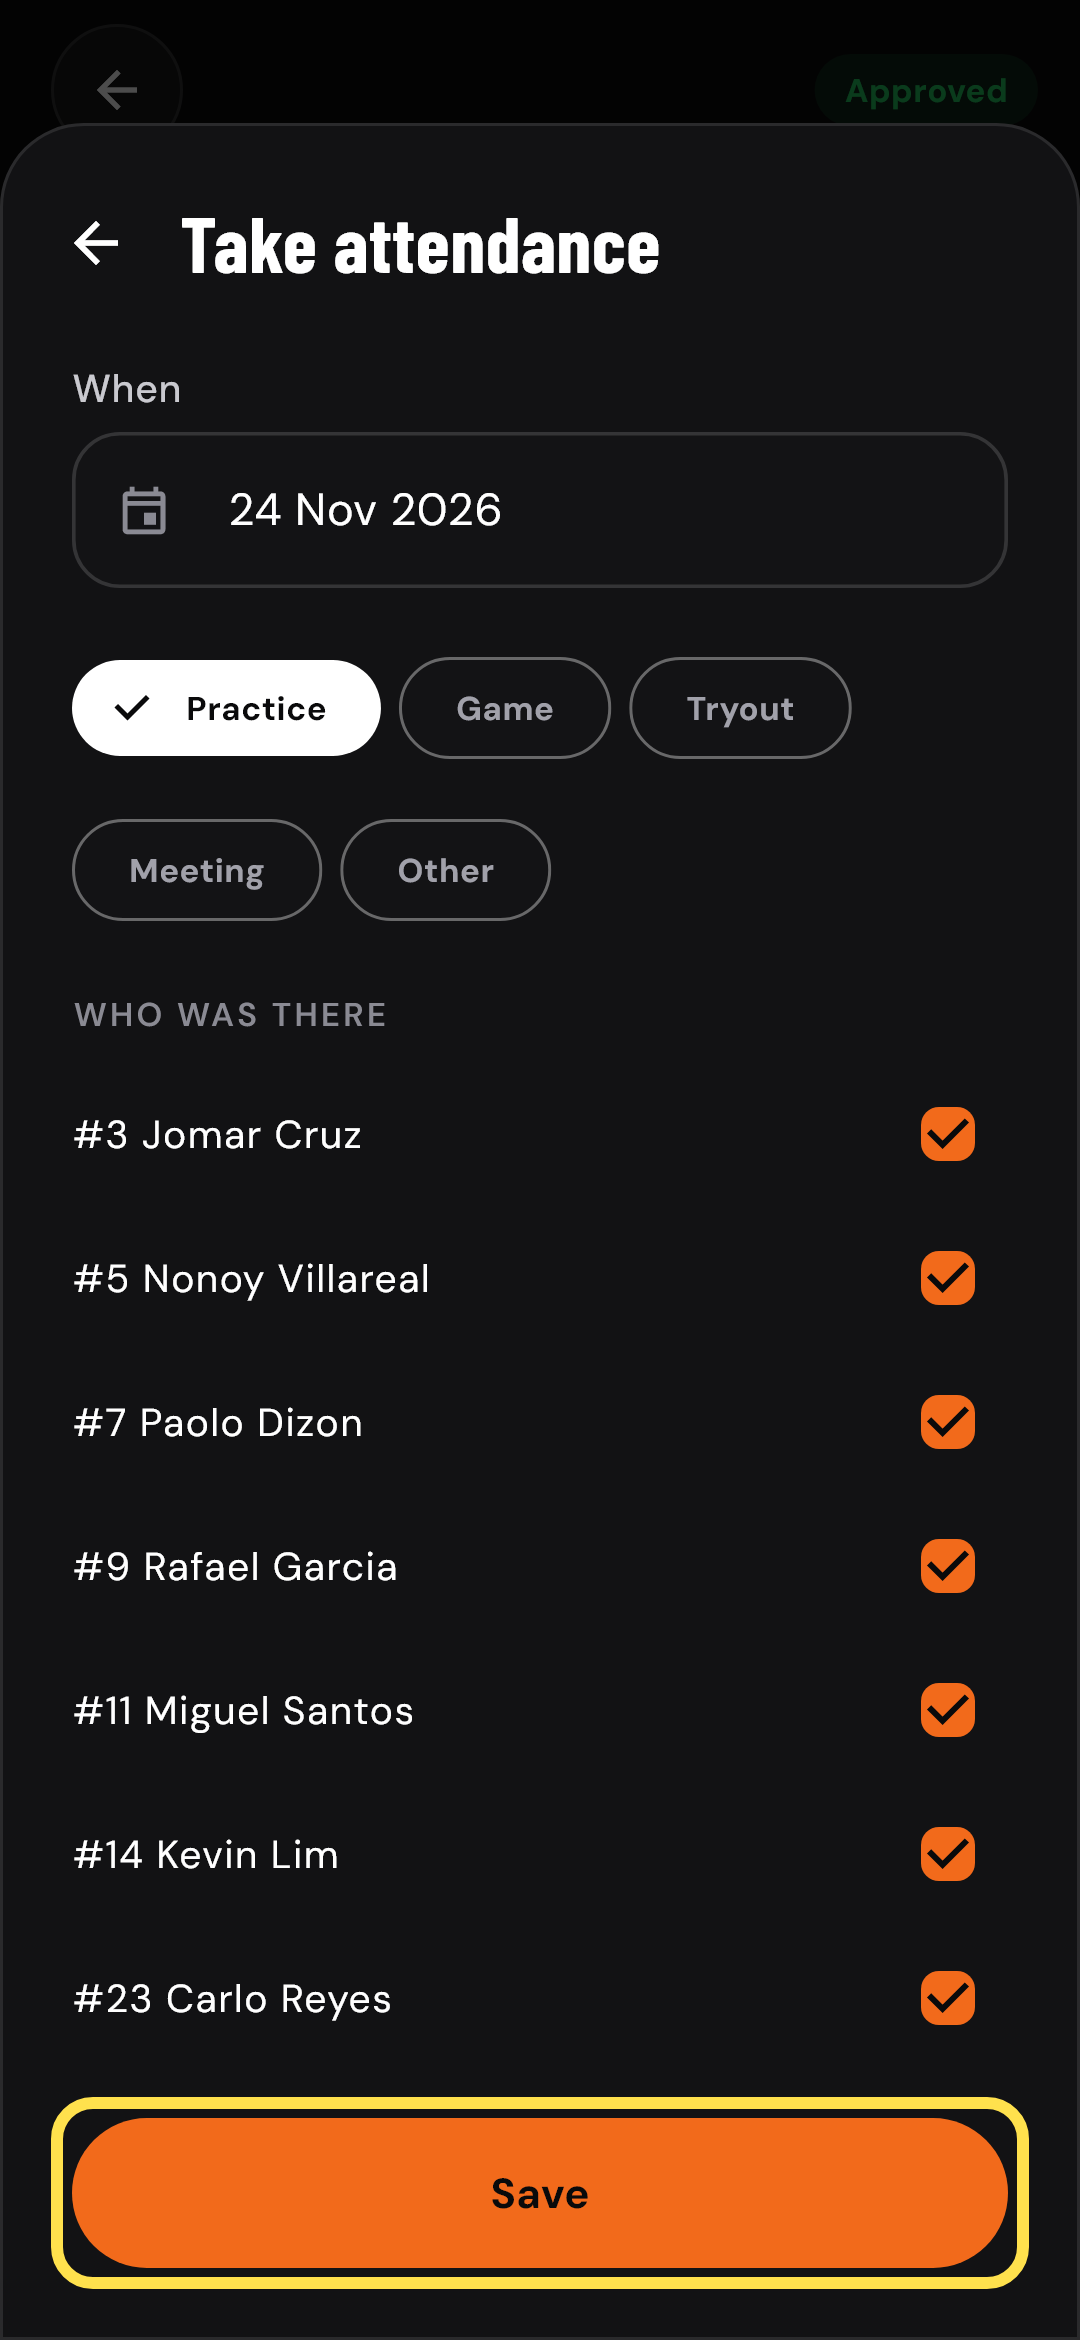 Approved
Take attendance
When
24 Nov 2026
Practice
Game
Tryout
Meeting
Other
WHO WAS THERE
#3 Jomar Cruz
#5 Nonoy Villareal
#7 Paolo Dizon
#9 Rafael Garcia
#11 Miguel Santos
#14 Kevin Lim
#23 Carlo Reyes
Save